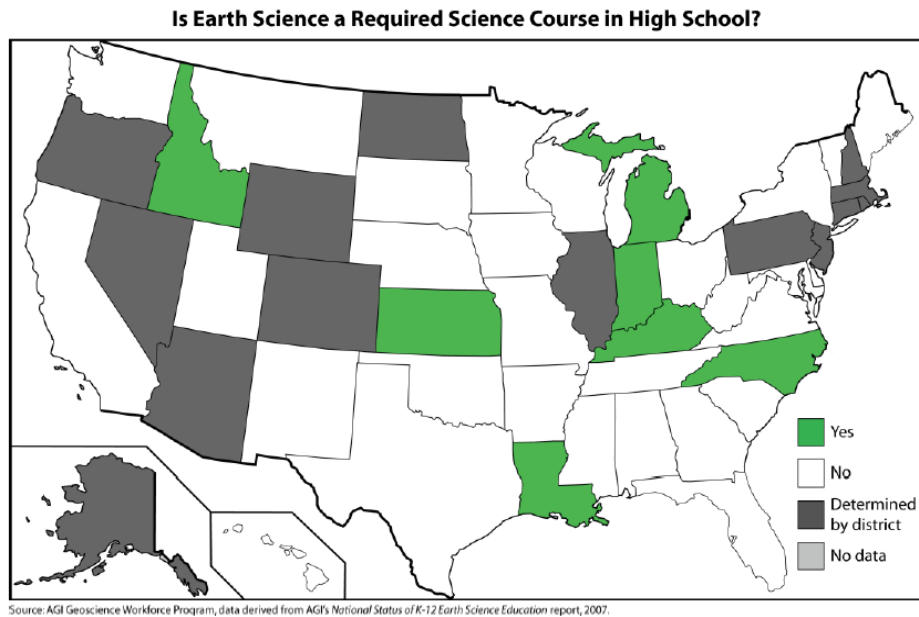 Is Earth Science a Required Science Course in High School?
Yes
No
Determined
by district
No data
Source: AGI Geoscience Workforce Program, data derived from AGI's National Status of K-12 Earth Science Education report, 2007.